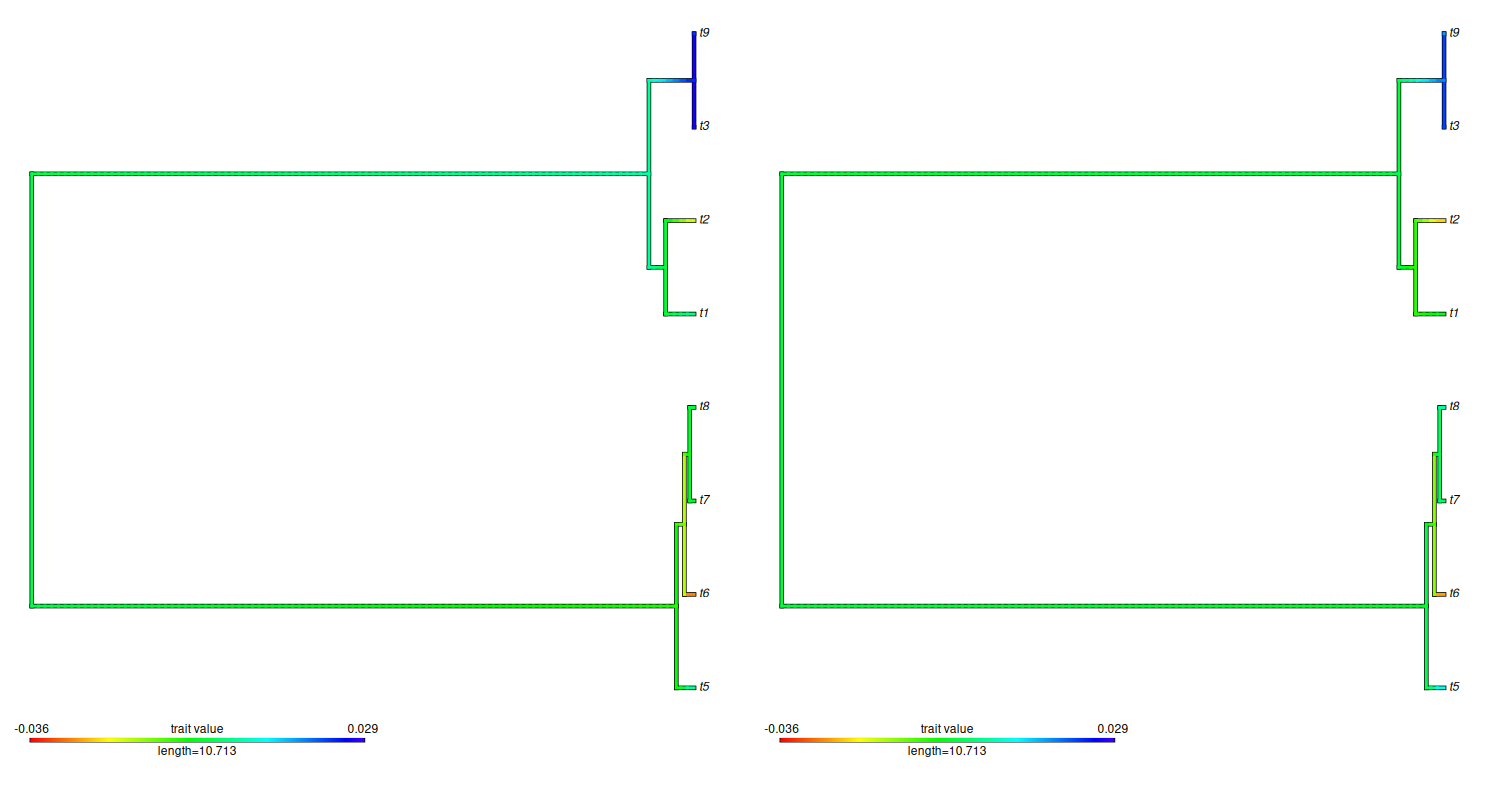 t9
t3
t2
t1
t8
t7
t6
t5
-0.036 trait value 0.029
length=10.713
t9
t3
t2
t1
t8
t7
t6
t5
-0.036 trait value 0.029
length=10.713